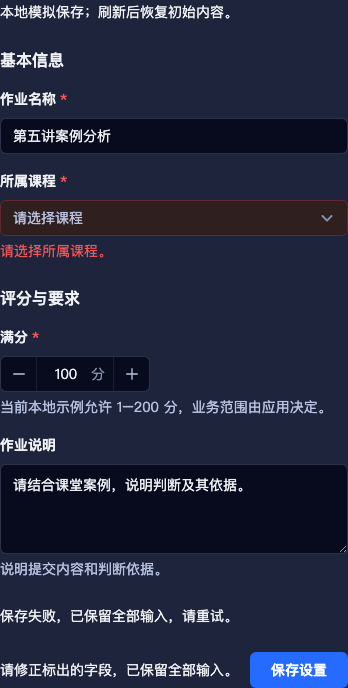 本地模拟保存；刷新后恢复初始内容。
基本信息
作业名称 *
第五讲案例分析
所属课程 *
请选择课程
请选择所属课程。
评分与要求
满分 *
− 100 分 +
当前本地示例允许 1—200 分，业务范围由应用决定。
作业说明
请结合课堂案例，说明判断及其依据。
说明提交内容和判断依据。
保存失败，已保留全部输入，请重试。
请修正标出的字段，已保留全部输入。 保存设置